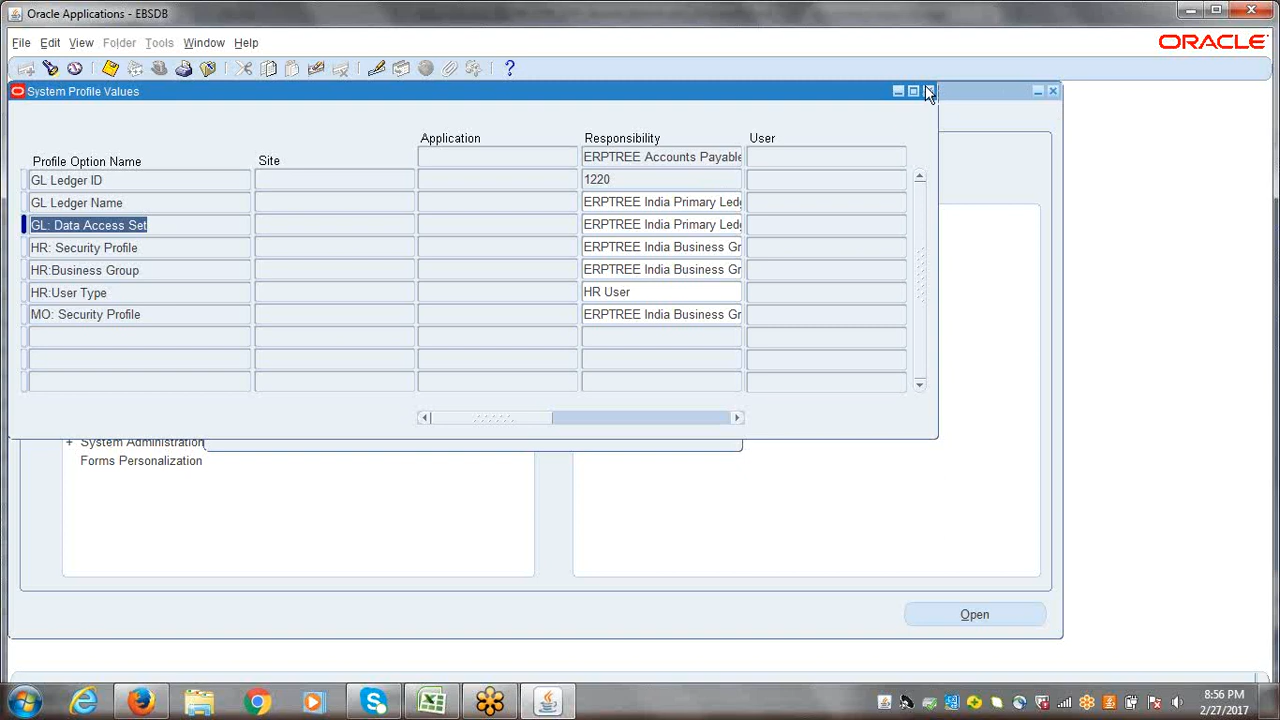 Oracle Applications - EBSDB
File Edit View Folder Tools Window Help
ORACLE
System Profile Values
Application Responsibility User
Profile Option Name Site
ERPTREE Accounts Payable
GL Ledger ID 1220
GL Ledger Name ERPTREE India Primary Ledg
GL: Data Access Set ERPTREE India Primary Ledg
HR: Security Profile ERPTREE India Business Gr
HR:Business Group ERPTREE India Business Gr
HR:User Type HR User
MO: Security Profile ERPTREE India Business Gr
+ System Administration
Forms Personalization
Open
8:56 PM
2/27/2017